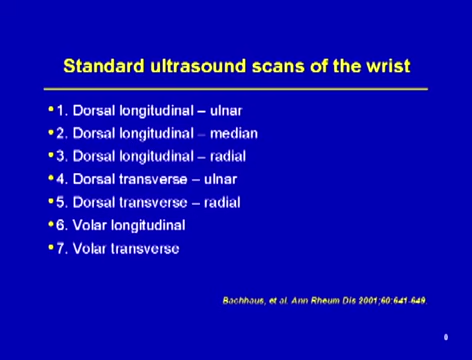 Standard ultrasound scans of the wrist
• 1. Dorsal longitudinal – ulnar
• 2. Dorsal longitudinal – median
• 3. Dorsal longitudinal – radial
• 4. Dorsal transverse – ulnar
• 5. Dorsal transverse – radial
• 6. Volar longitudinal
• 7. Volar transverse
Bachhaus, et al. Ann Rheum Dis 2001;60:641-649.
0